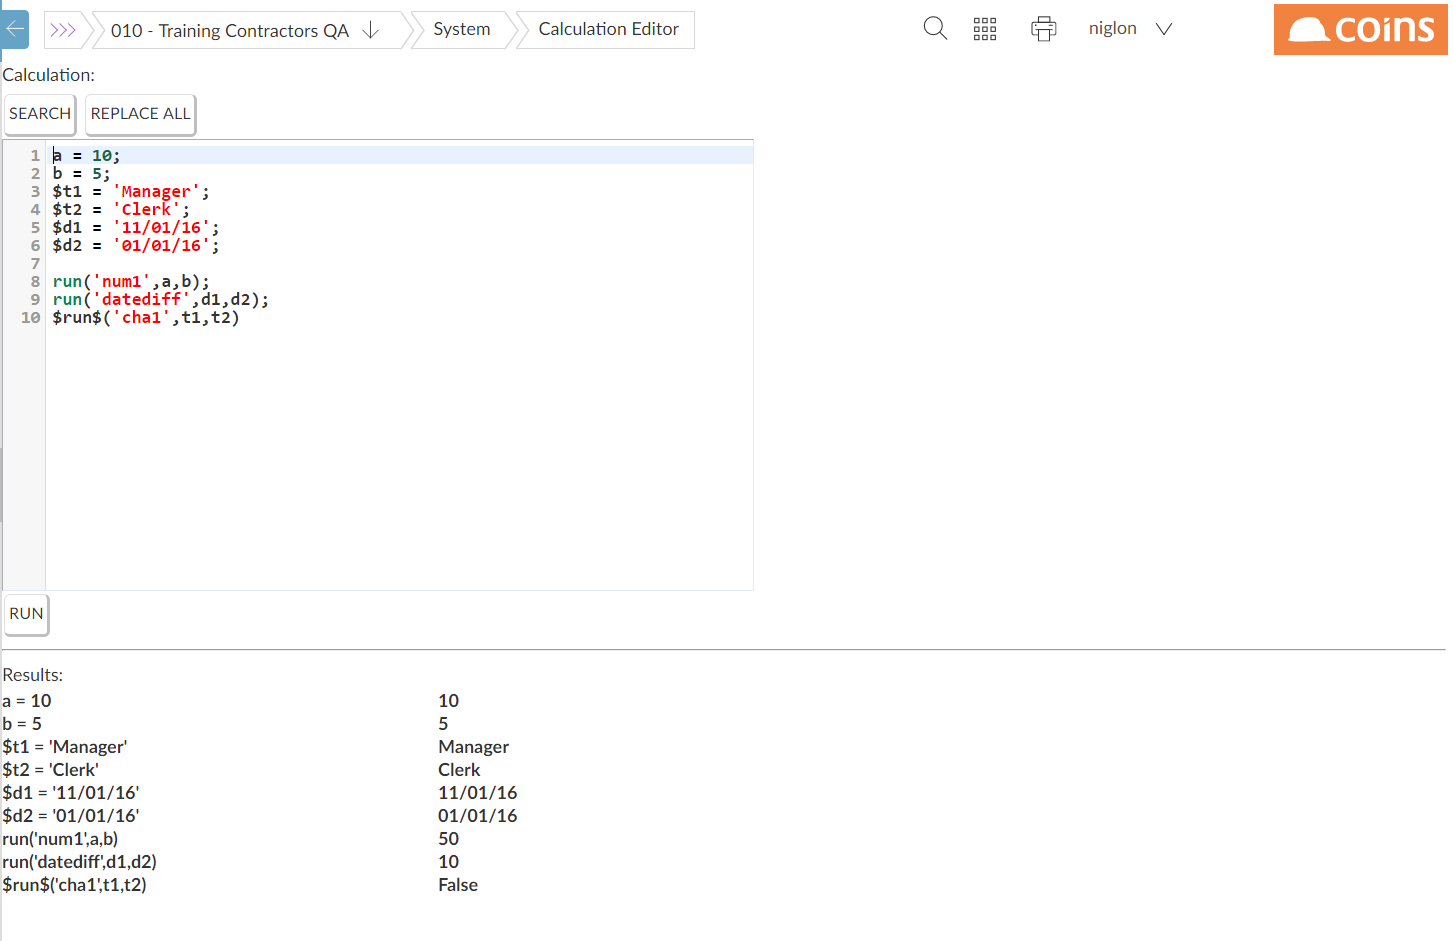 >>> 010 - Training Contractors QA System Calculation Editor niglon coins
Calculation:
SEARCH REPLACE ALL
1 a = 10;
2 b = 5;
3 $t1 = 'Manager';
4 $t2 = 'Clerk';
5 $d1 = '11/01/16';
6 $d2 = '01/01/16';
7
8 run('num1',a,b);
9 run('datediff',d1,d2);
10 $run$('cha1',t1,t2)
RUN
Results:
a = 10 10
b = 5 5
$t1 = 'Manager' Manager
$t2 = 'Clerk' Clerk
$d1 = '11/01/16' 11/01/16
$d2 = '01/01/16' 01/01/16
run('num1',a,b) 50
run('datediff',d1,d2) 10
$run$('cha1',t1,t2) False